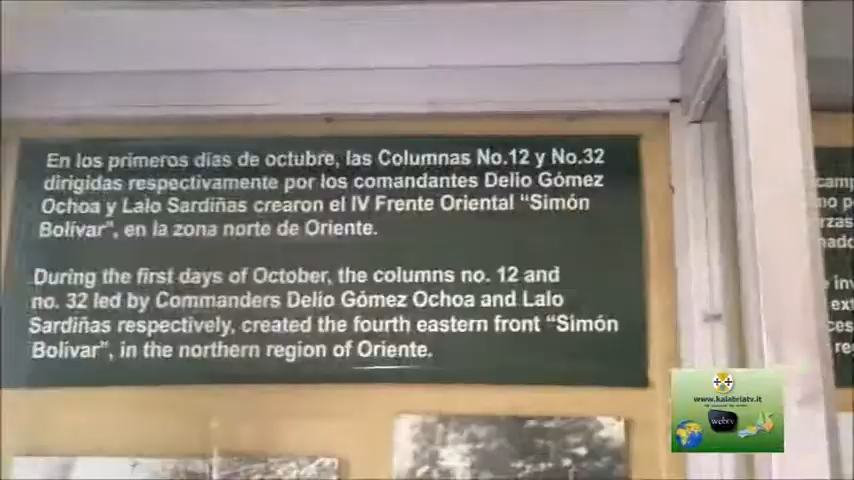 En los primeros días de octubre, las Columnas No.12 y No.32
dirigidas respectivamente por los comandantes Delio Gómez
Ochoa y Lalo Sardiñas crearon el IV Frente Oriental "Simón
Bolívar", en la zona norte de Oriente.
During the first days of October, the columns no. 12 and
no. 32 led by Commanders Delio Gómez Ochoa and Lalo
Sardiñas respectively, created the fourth eastern front "Simón
Bolívar", in the northern region of Oriente.
www.kalabriatv.it
webtv